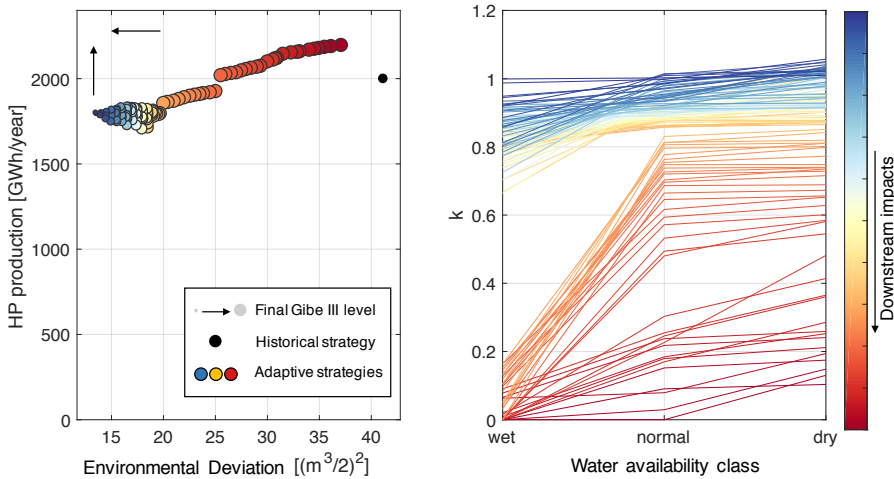 2000
1500
1000
500
0
HP production [GWh/year]
15
20
25
30
35
40
Environmental Deviation [(m^3/2)^2]
Final Gibe III level
Historical strategy
Adaptive strategies
1.2
1
0.8
0.6
0.4
0.2
0
k
wet
normal
dry
Water availability class
Downstream impacts